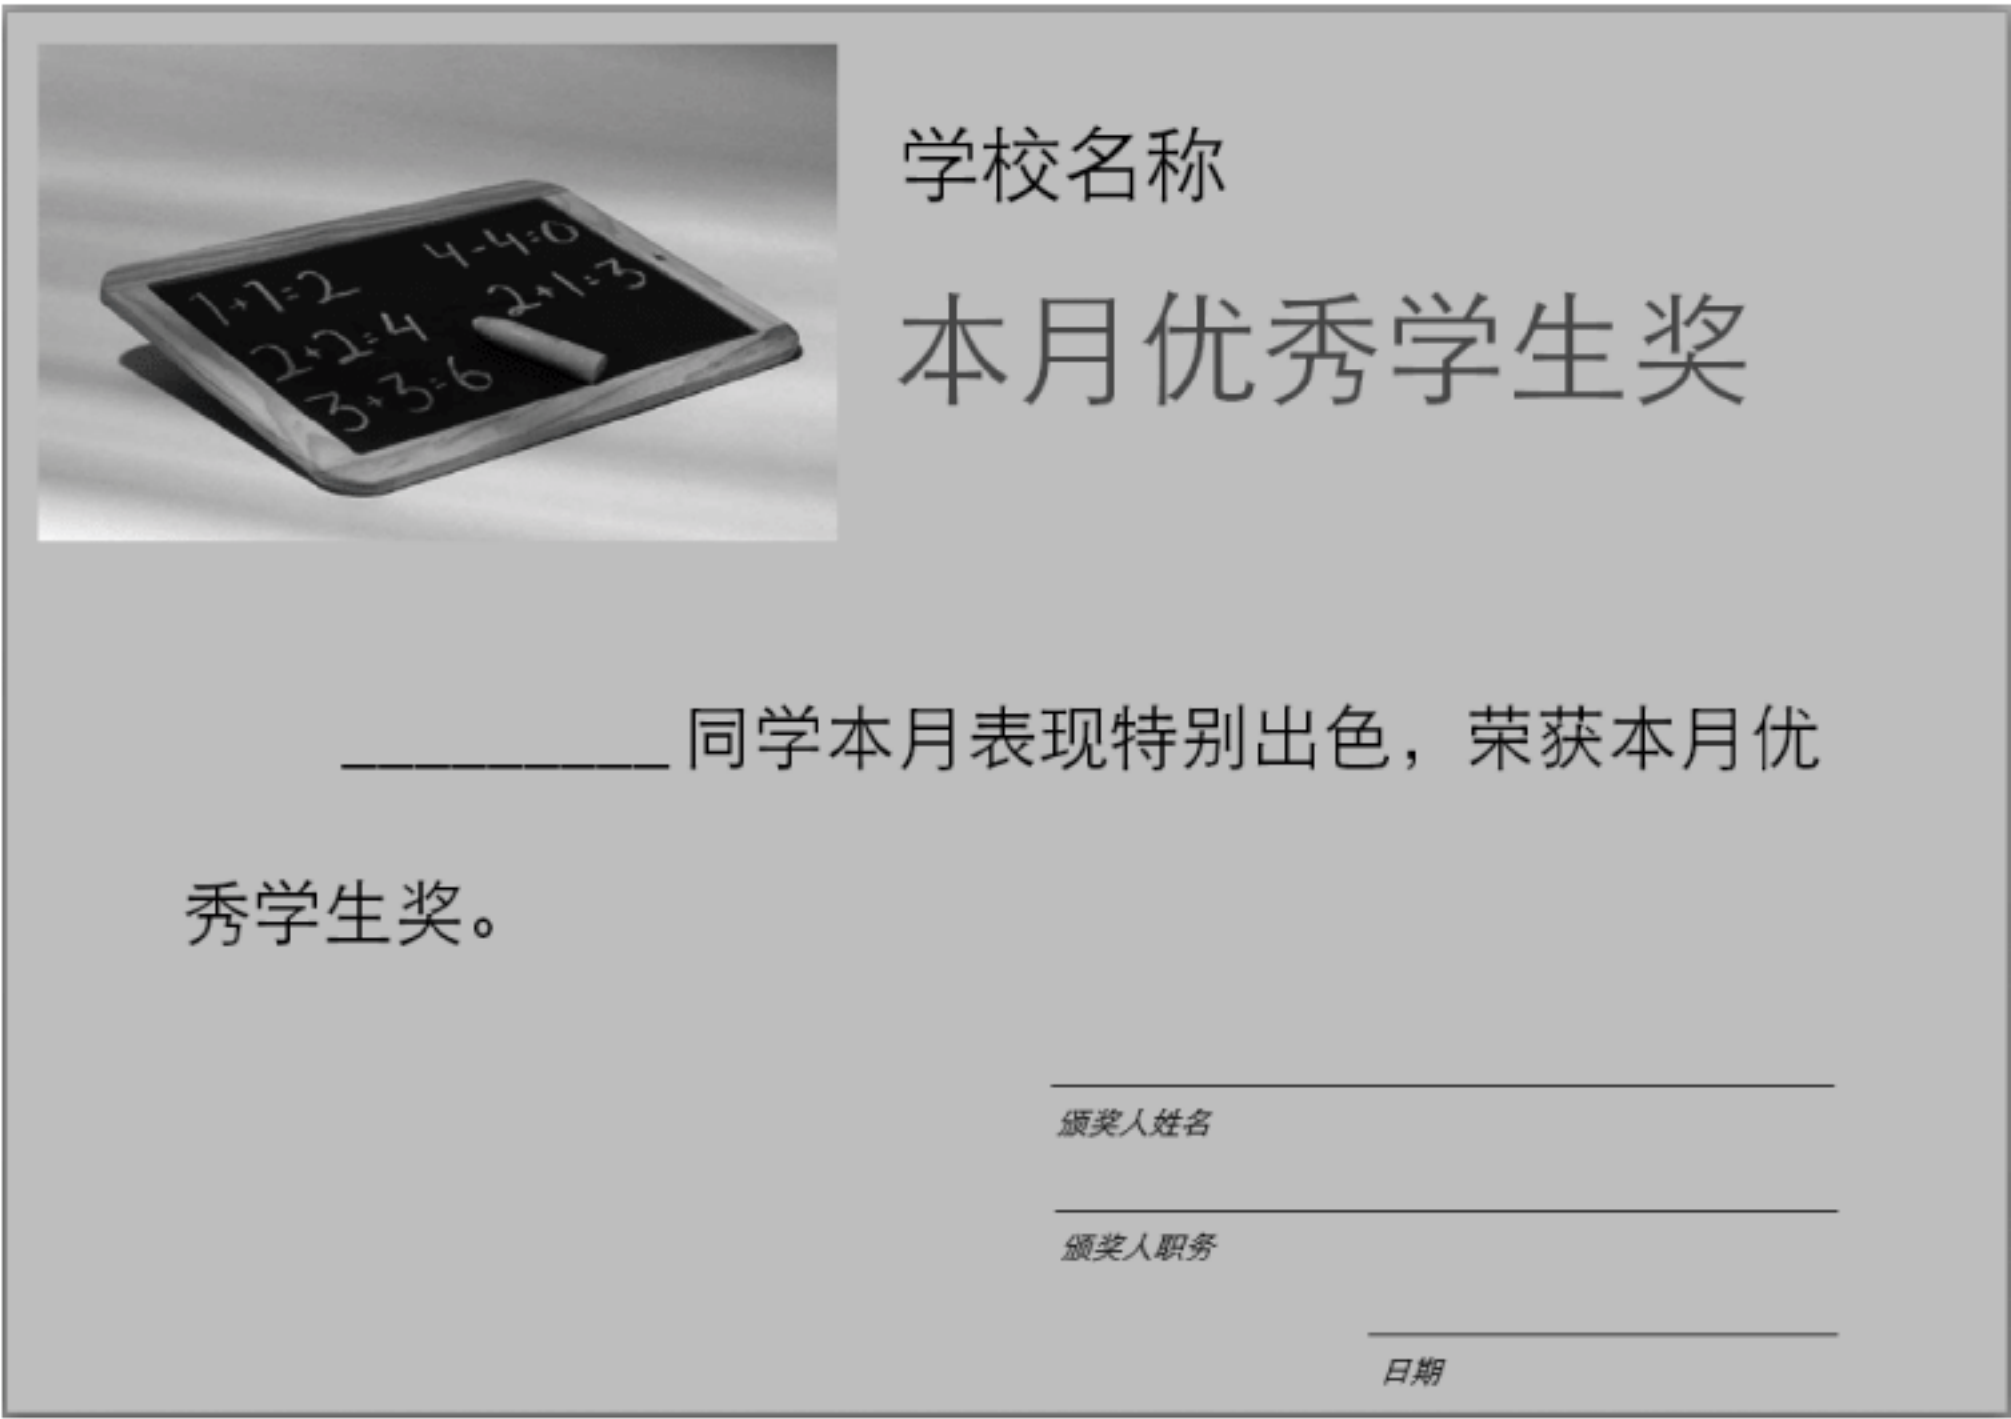 1+1=2
4-4=0
2+2=4
2+1=3
3+3=6
学校名称
本月优秀学生奖
_________同学本月表现特别出色，荣获本月优
秀学生奖。
颁奖人姓名
颁奖人职务
日期